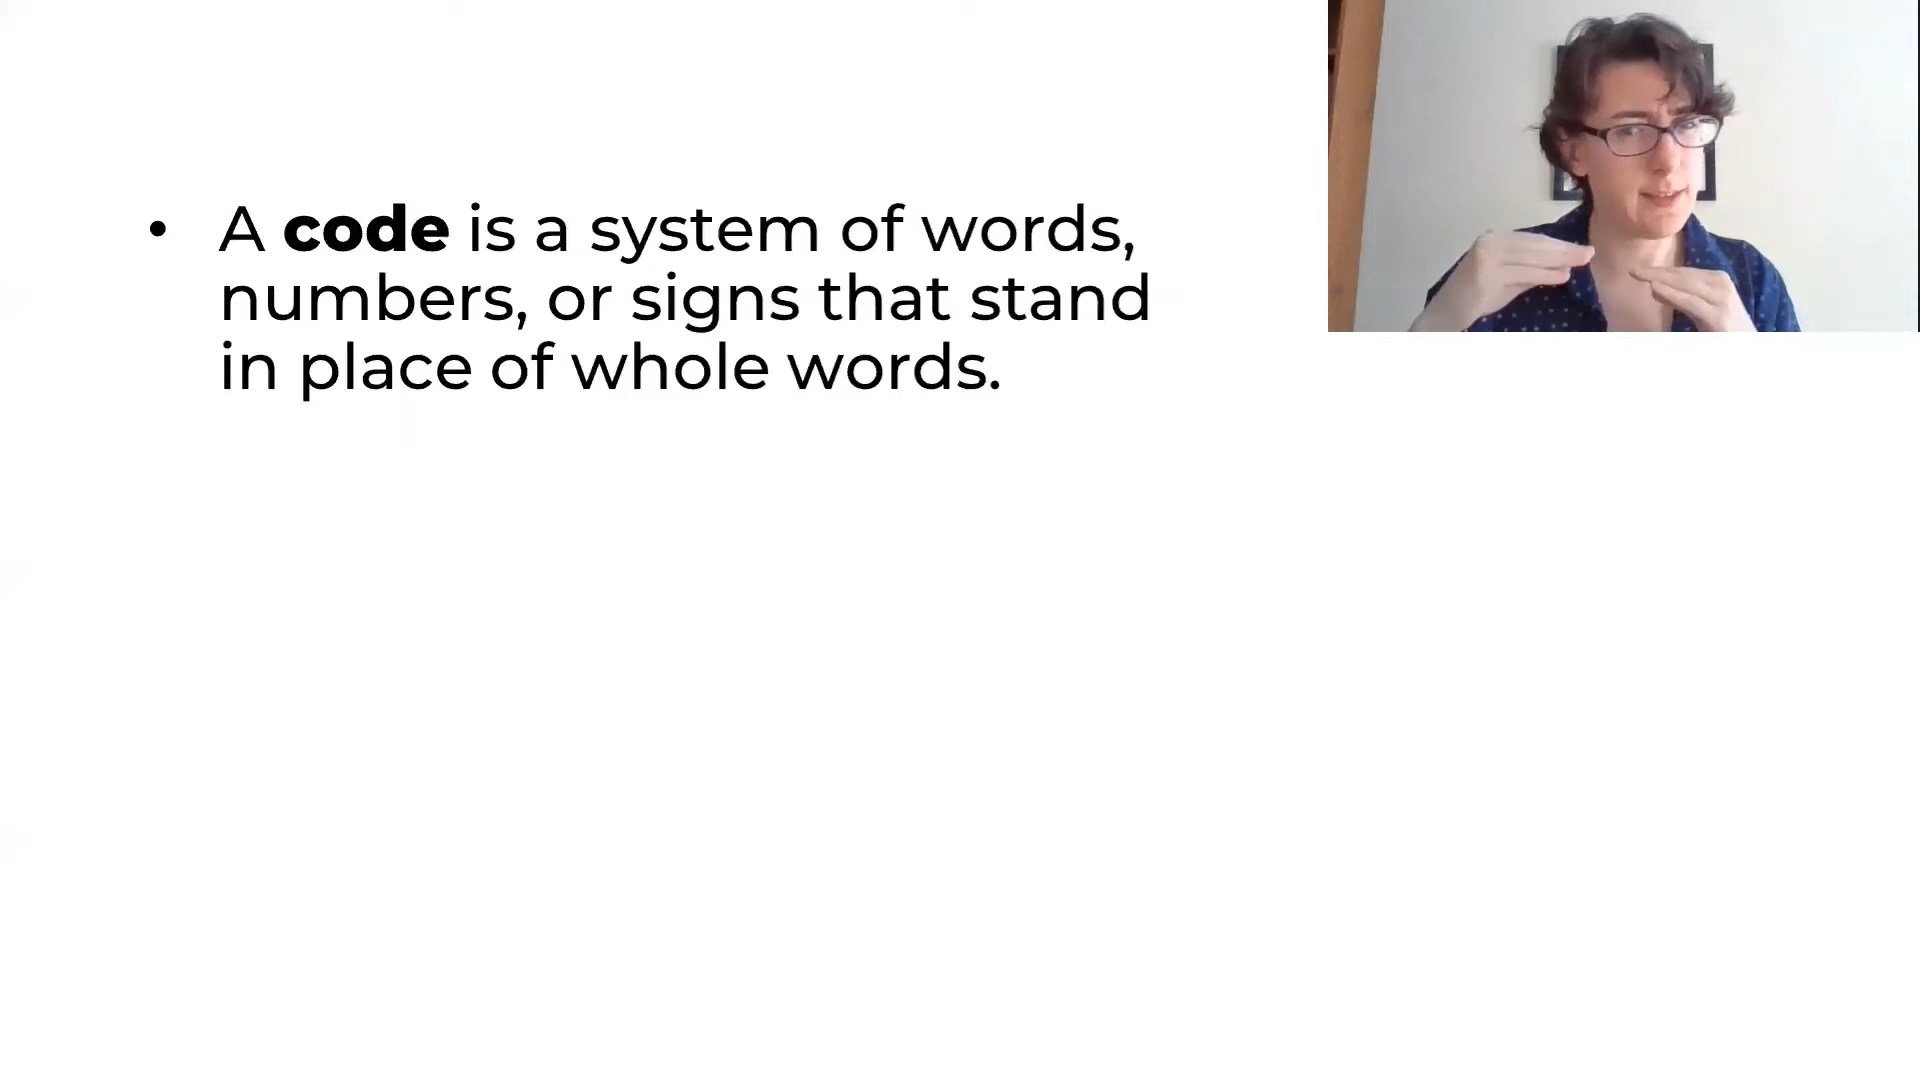 • A code is a system of words,
numbers, or signs that stand
in place of whole words.